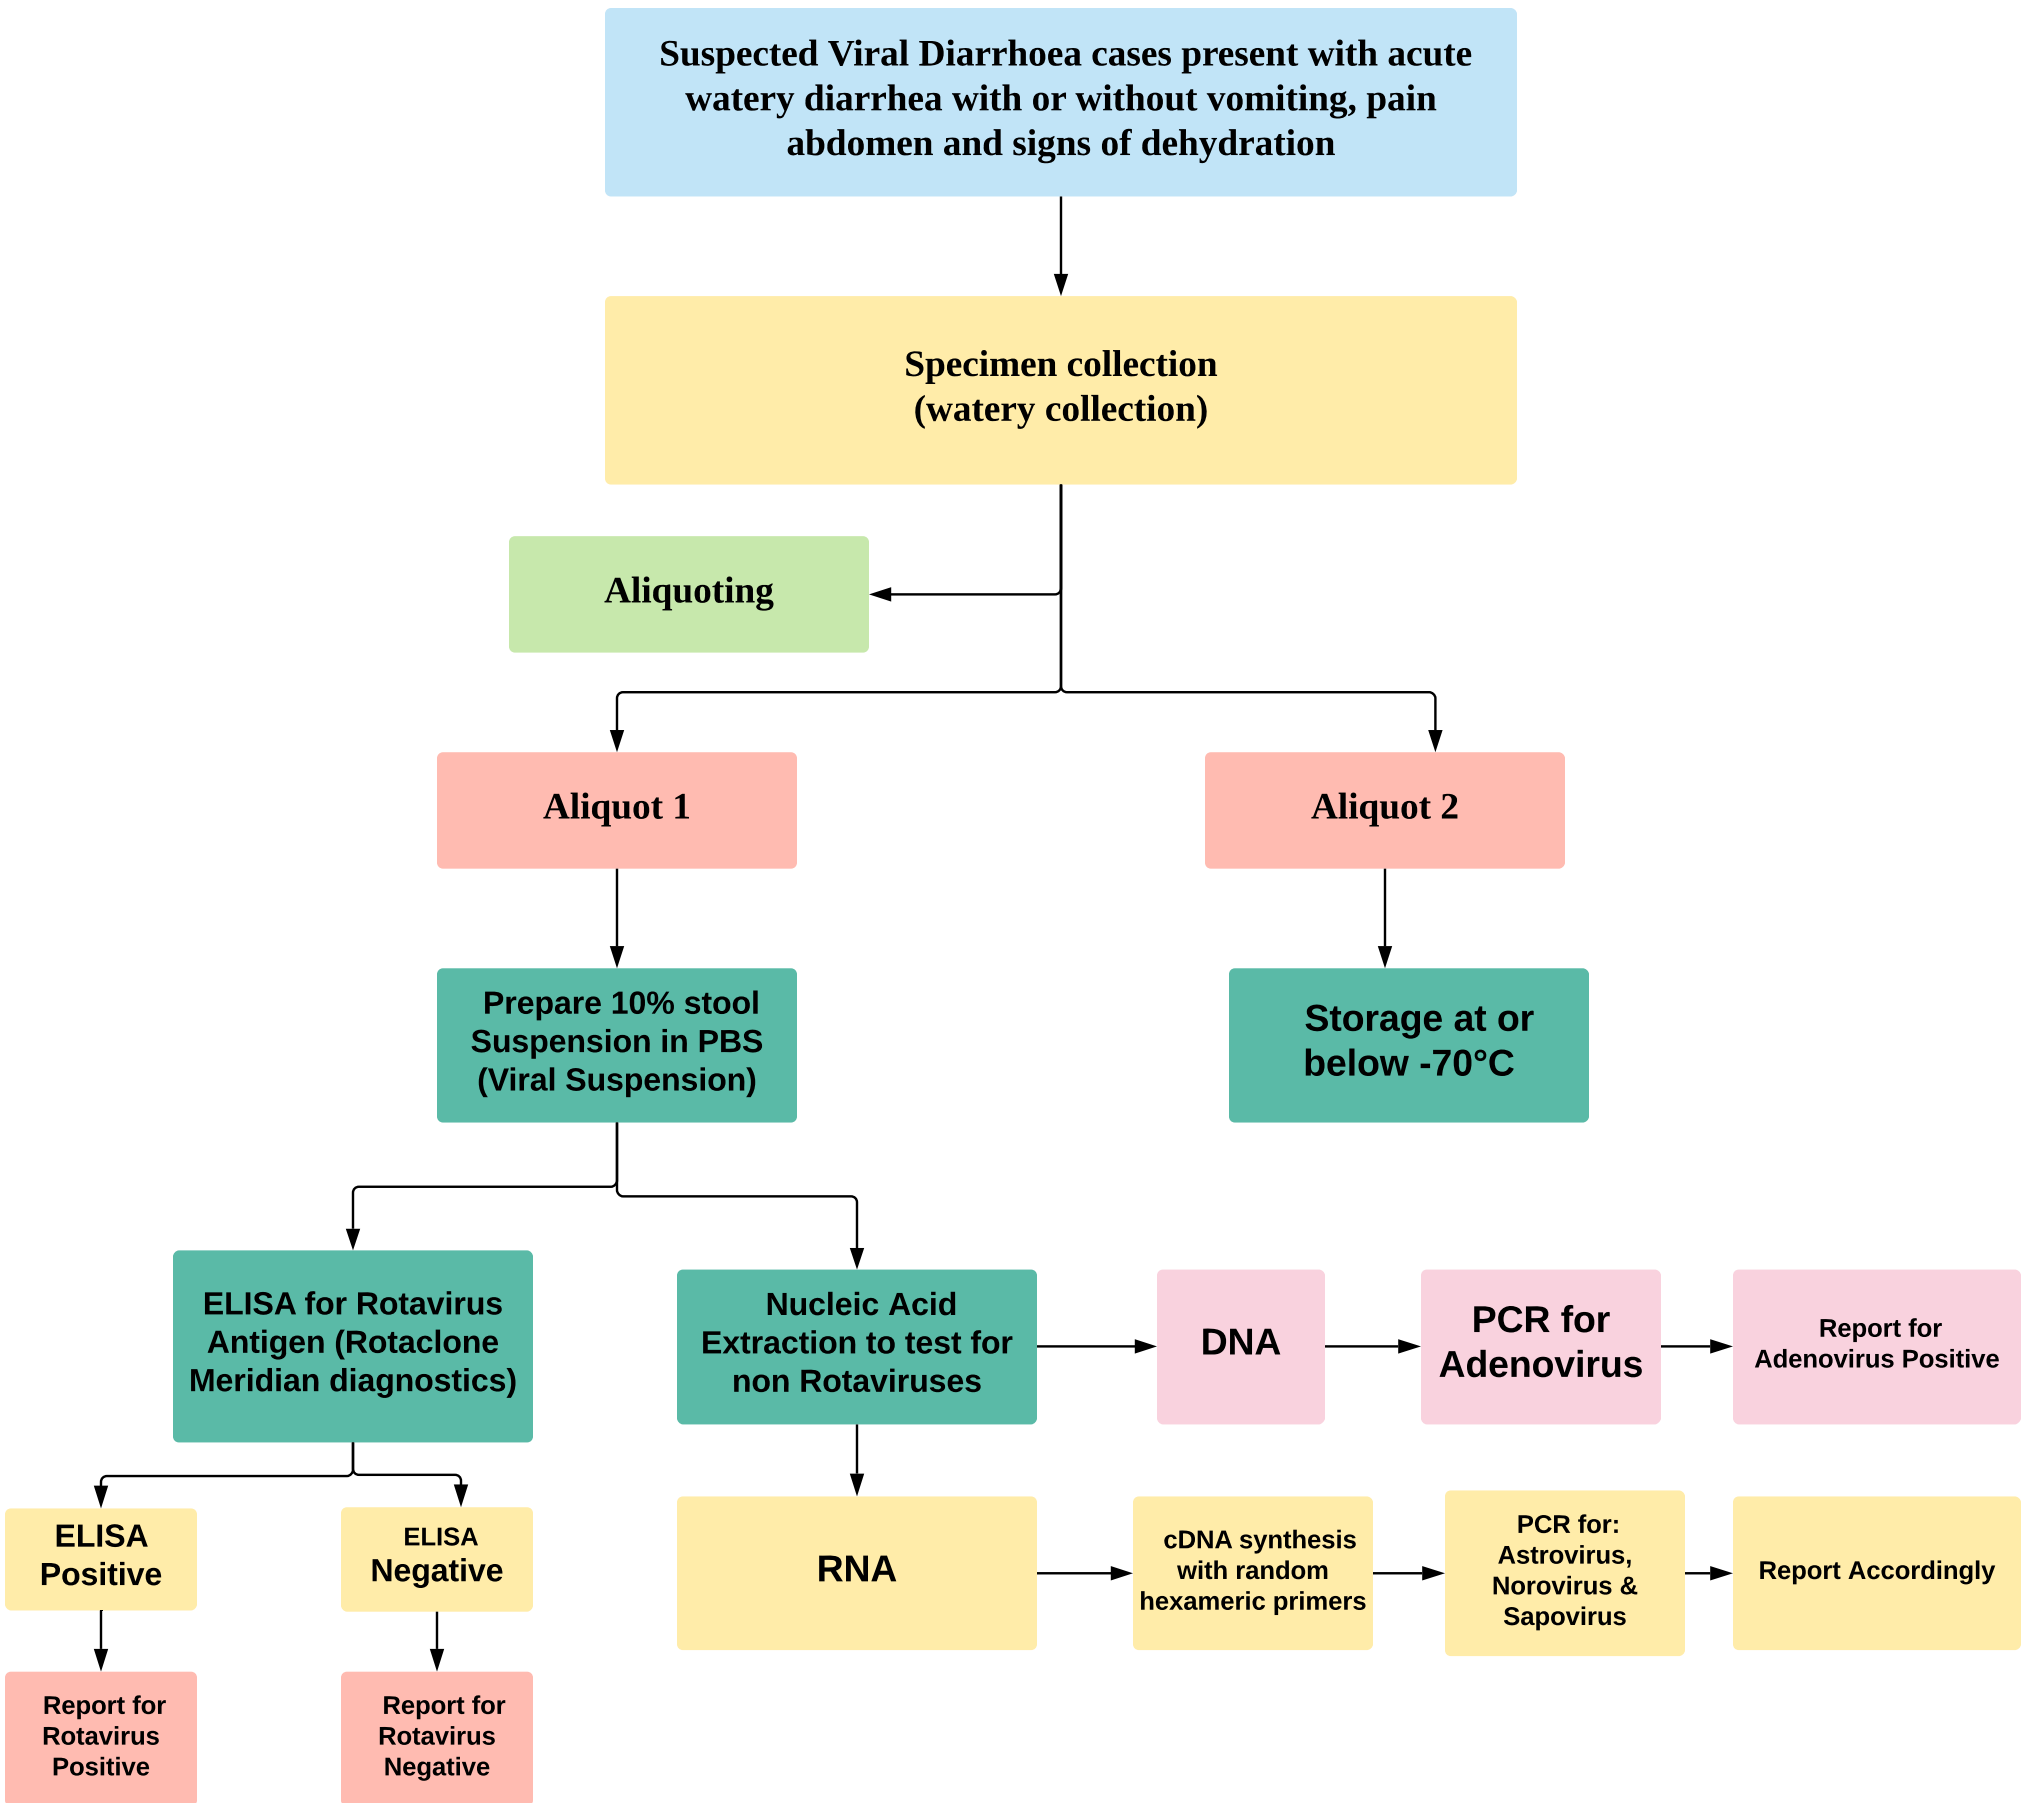 Suspected Viral Diarrhoea cases present with acute
watery diarrhea with or without vomiting, pain
abdomen and signs of dehydration
Specimen collection
(watery collection)
Aliquoting
Aliquot 1
Aliquot 2
Prepare 10% stool
Suspension in PBS
(Viral Suspension)
Storage at or
below -70°C
ELISA for Rotavirus
Antigen (Rotaclone
Meridian diagnostics)
Nucleic Acid
Extraction to test for
non Rotaviruses
DNA
PCR for
Adenovirus
Report for
Adenovirus Positive
ELISA
Positive
ELISA
Negative
RNA
cDNA synthesis
with random
hexameric primers
PCR for:
Astrovirus,
Norovirus &
Sapovirus
Report Accordingly
Report for
Rotavirus
Positive
Report for
Rotavirus
Negative